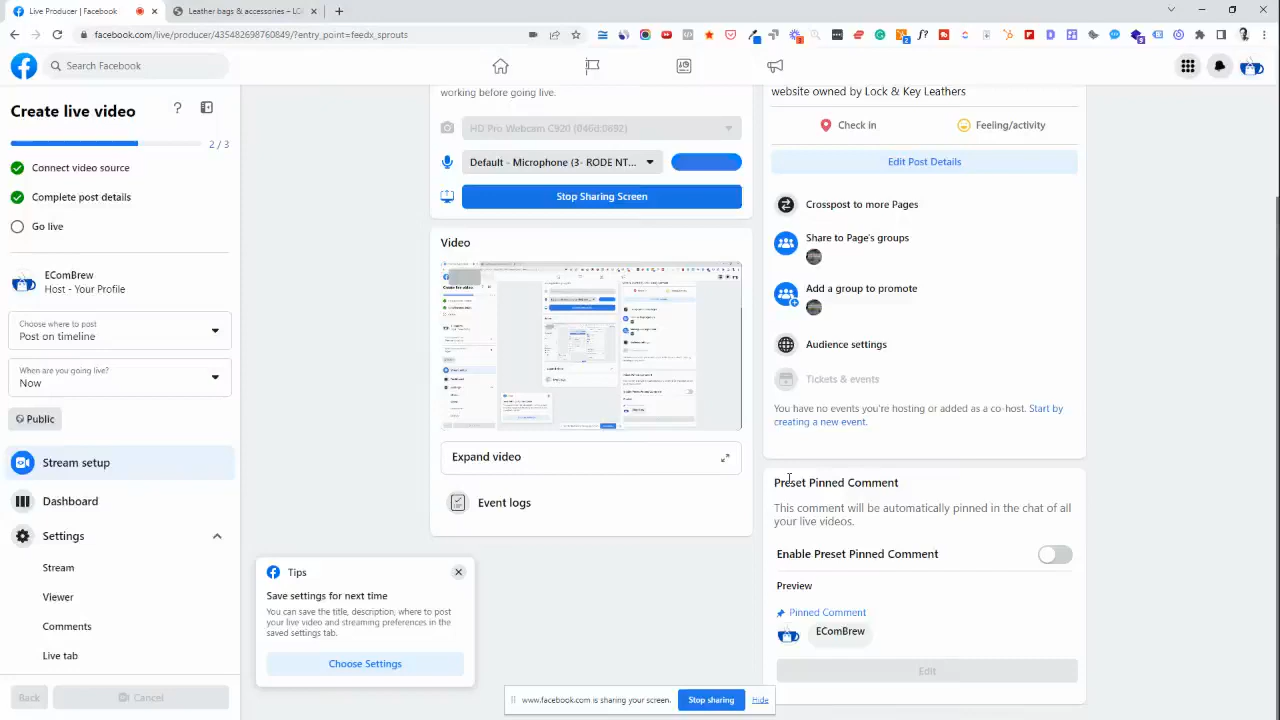 Live Producer | Facebook
Leather bags & accessories – LO
facebook.com/live/producer/435482698760849/?entry_point=feedx_sprouts
Search Facebook
Create live video
2 / 3
Connect video source
Complete post details
Go live
EComBrew
Host - Your Profile
Choose where to post
Post on timeline
When are you going live?
Now
Public
Stream setup
Dashboard
Settings
Stream
Viewer
Comments
Live tab
Back
Cancel
working before going live.
HD Pro Webcam C920 (046d:0892)
Default - Microphone (3- RODE NT...
Stop Sharing Screen
Video
Expand video
Event logs
Tips
Save settings for next time
You can save the title, description, where to post
your live video and streaming preferences in the
saved settings tab.
Choose Settings
website owned by Lock & Key Leathers
Check in
Feeling/activity
Edit Post Details
Crosspost to more Pages
Share to Page's groups
Add a group to promote
Audience settings
Tickets & events
You have no events you're hosting or added as a co-host. Start by
creating a new event.
Preset Pinned Comment
This comment will be automatically pinned in the chat of all
your live videos.
Enable Preset Pinned Comment
Preview
Pinned Comment
EComBrew
Edit
www.facebook.com is sharing your screen.
Stop sharing
Hide